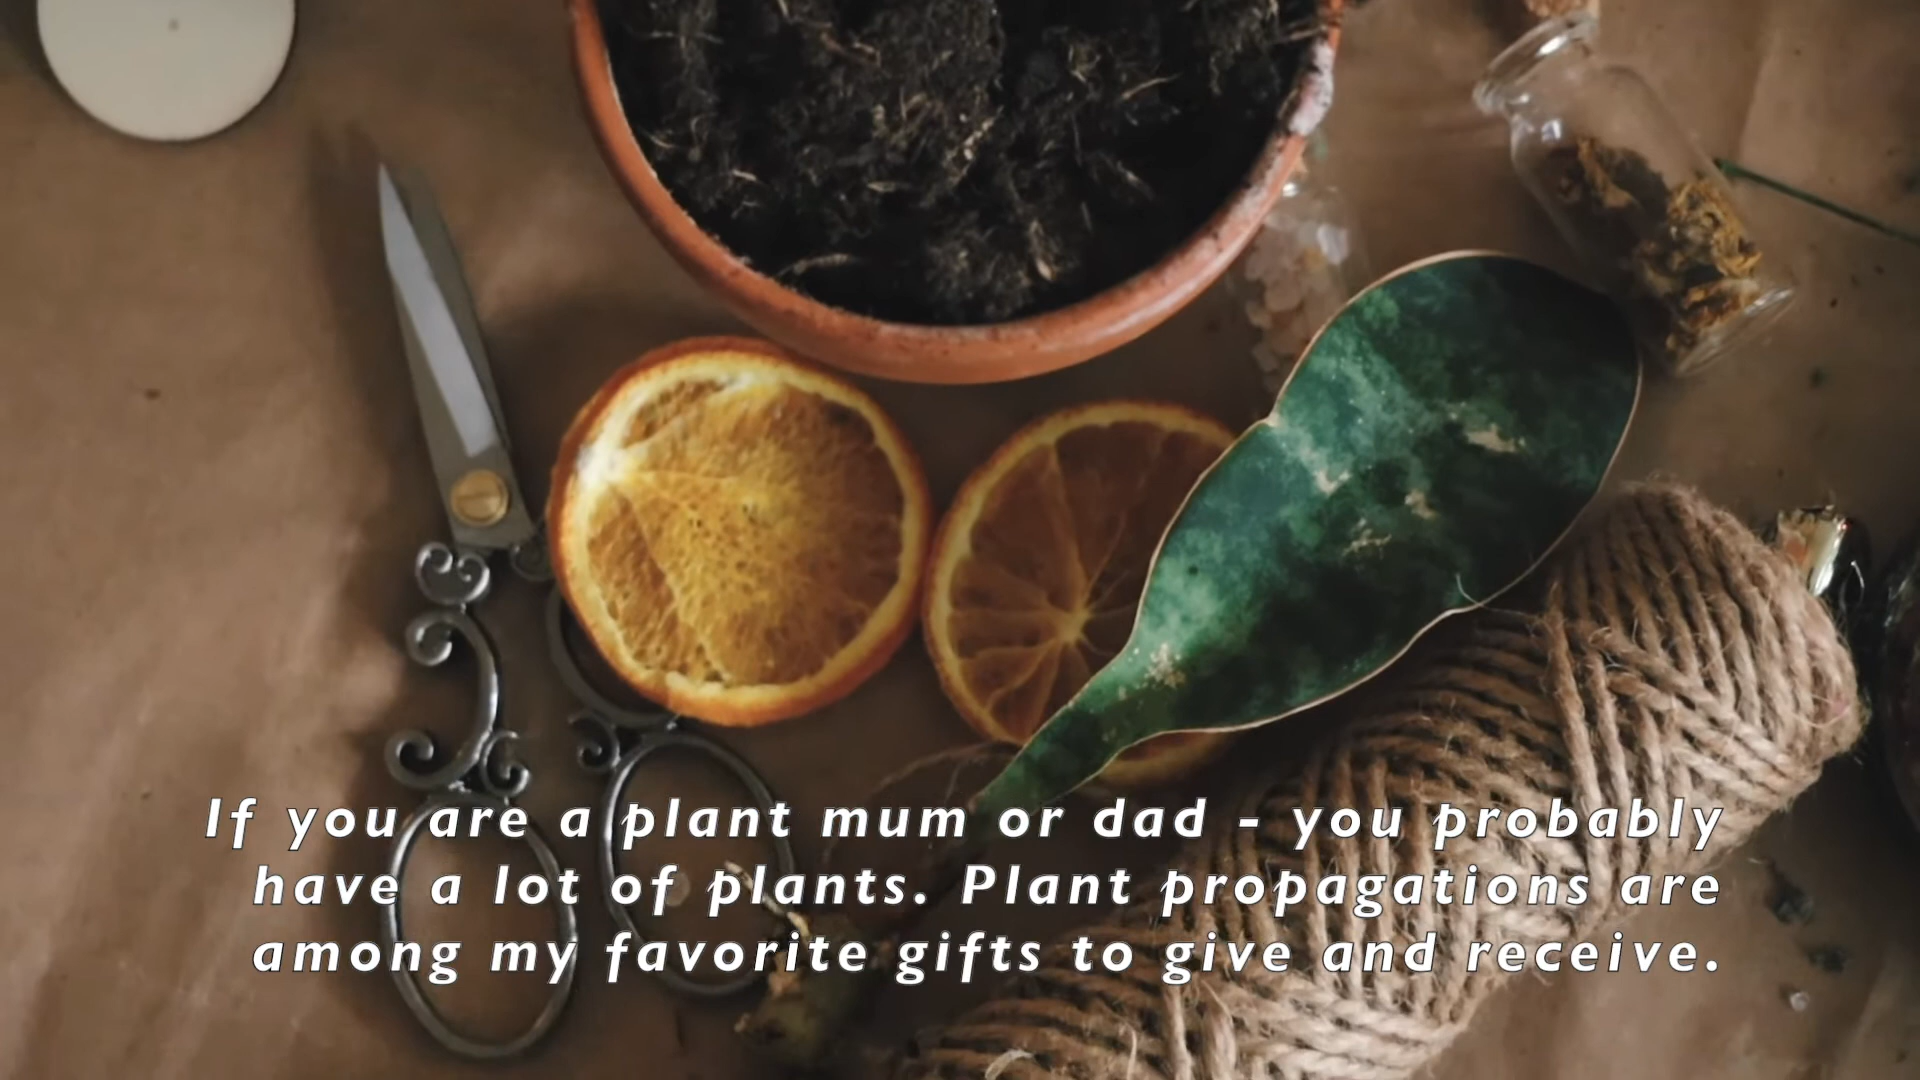 If you are a plant mum or dad - you probably
have a lot of plants. Plant propagations are
among my favorite gifts to give and receive.